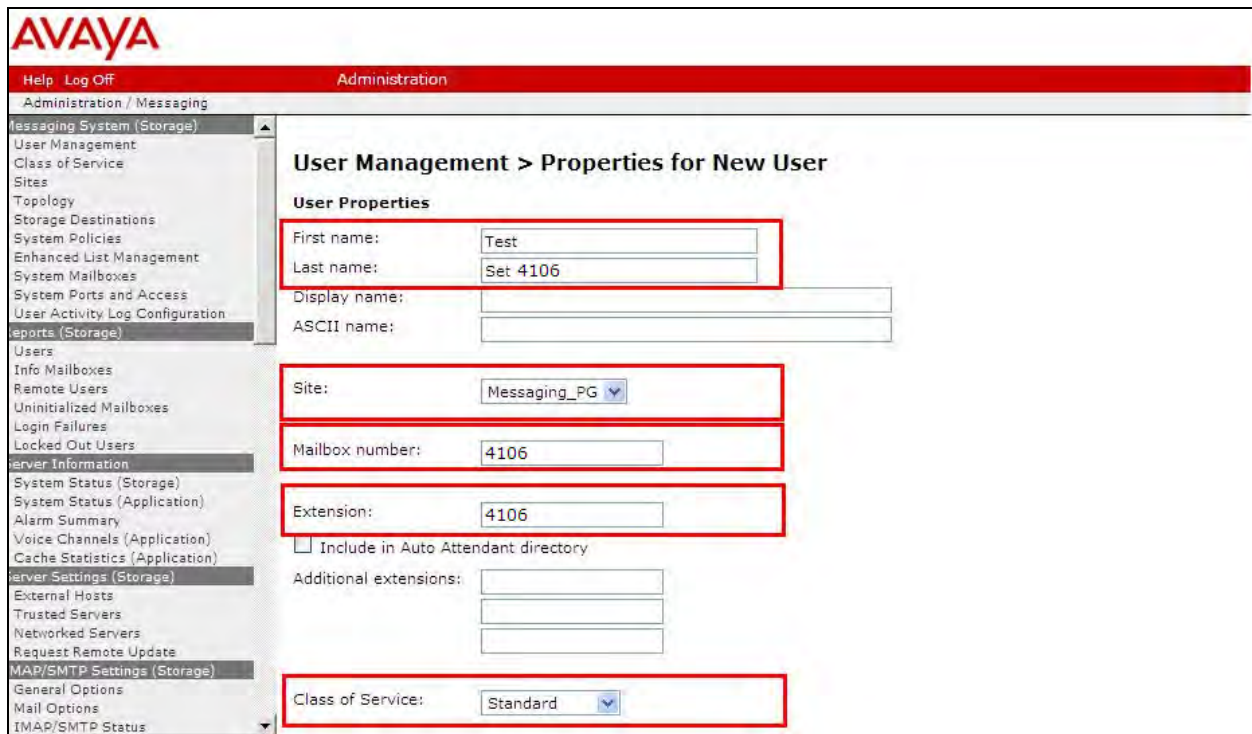 AVAYA
Help Log Off Administration
Administration / Messaging
Messaging System (Storage)
User Management
Class of Service
Sites
Topology
Storage Destinations
System Policies
Enhanced List Management
System Mailboxes
System Ports and Access
User Activity Log Configuration
Reports (Storage)
Users
Info Mailboxes
Remote Users
Uninitialized Mailboxes
Login Failures
Locked Out Users
Server Information
System Status (Storage)
System Status (Application)
Alarm Summary
Voice Channels (Application)
Cache Statistics (Application)
Server Settings (Storage)
External Hosts
Trusted Servers
Networked Servers
Request Remote Update
IMAP/SMTP Settings (Storage)
General Options
Mail Options
IMAP/SMTP Status
User Management > Properties for New User
User Properties
First name: Test
Last name: Set 4106
Display name:
ASCII name:
Site: Messaging_PG
Mailbox number: 4106
Extension: 4106
Include in Auto Attendant directory
Additional extensions:
Class of Service: Standard